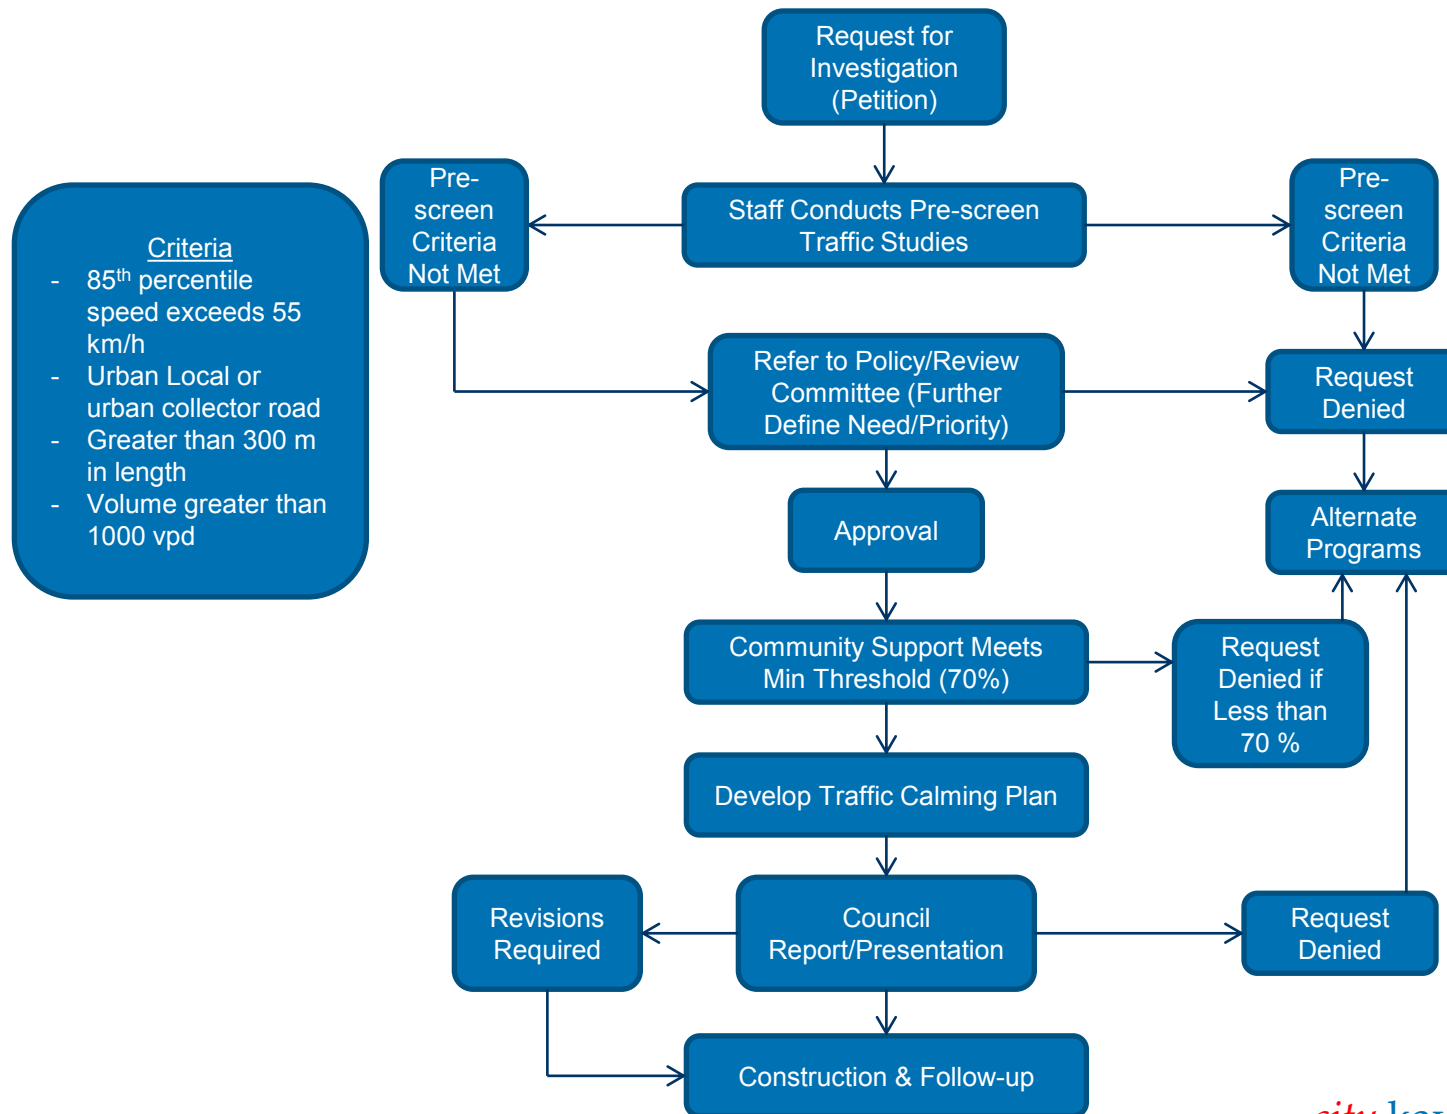 Request for
Investigation
(Petition)
Pre-
screen
Criteria
Not Met
Staff Conducts Pre-screen
Traffic Studies
Pre-
screen
Criteria
Not Met
Criteria
- 85th percentile
speed exceeds 55
km/h
- Urban Local or
urban collector road
- Greater than 300 m
in length
- Volume greater than
1000 vpd
Refer to Policy/Review
Committee (Further
Define Need/Priority)
Request
Denied
Approval
Alternate
Programs
Community Support Meets
Min Threshold (70%)
Request
Denied if
Less than
70 %
Develop Traffic Calming Plan
Revisions
Required
Council
Report/Presentation
Request
Denied
Construction & Follow-up
city